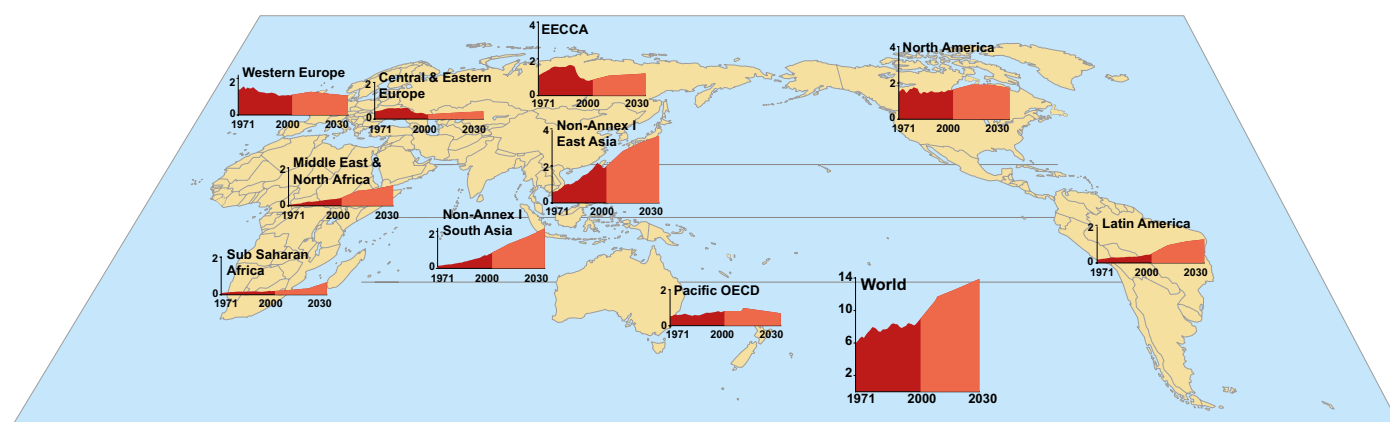 4
EECCA
0
1971 2000 2030
4
North America
2
0
1971 2000 2030
Western Europe
2
0
1971 2000 2030
Central & Eastern
2
Europe
0
1971 2000 2030
4
Non-Annex I
East Asia
2
0
1971 2000 2030
Middle East &
2
North Africa
0
1971 2000 2030
Non-Annex I
2
South Asia
0
1971 2000 2030
Latin America
2
0
1971 2000 2030
Sub Saharan
2
Africa
0
1971 2000 2030
Pacific OECD
2
0
1971 2000 2030
14
World
10
6
2
1971 2000 2030